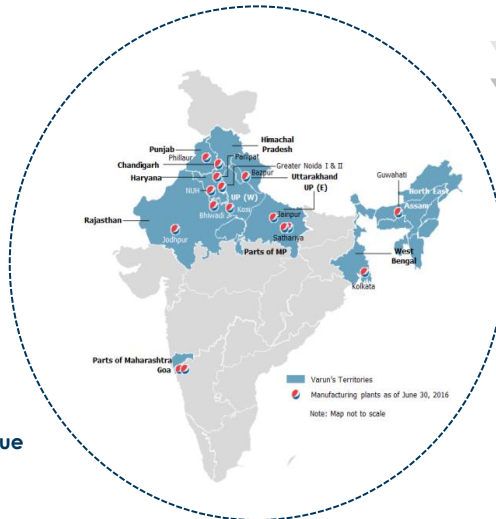 Himachal
Pradesh
Punjab
Phillaur
Panipat
Chandigarh
Greater Noida I & II
Haryana
Bazpur
Uttarakhand
Guwahati
NUH
UP (E)
North East
UP (W)
Kosi
Assam
Bhiwadi
Jainpur
Rajasthan
Jodhpur
Sathariya
Parts of MP
West
Bengal
Kolkata
Parts of Maharashtra
Goa
Varun's Territories
Manufacturing plants as of June 30, 2016
Note: Map not to scale
ue